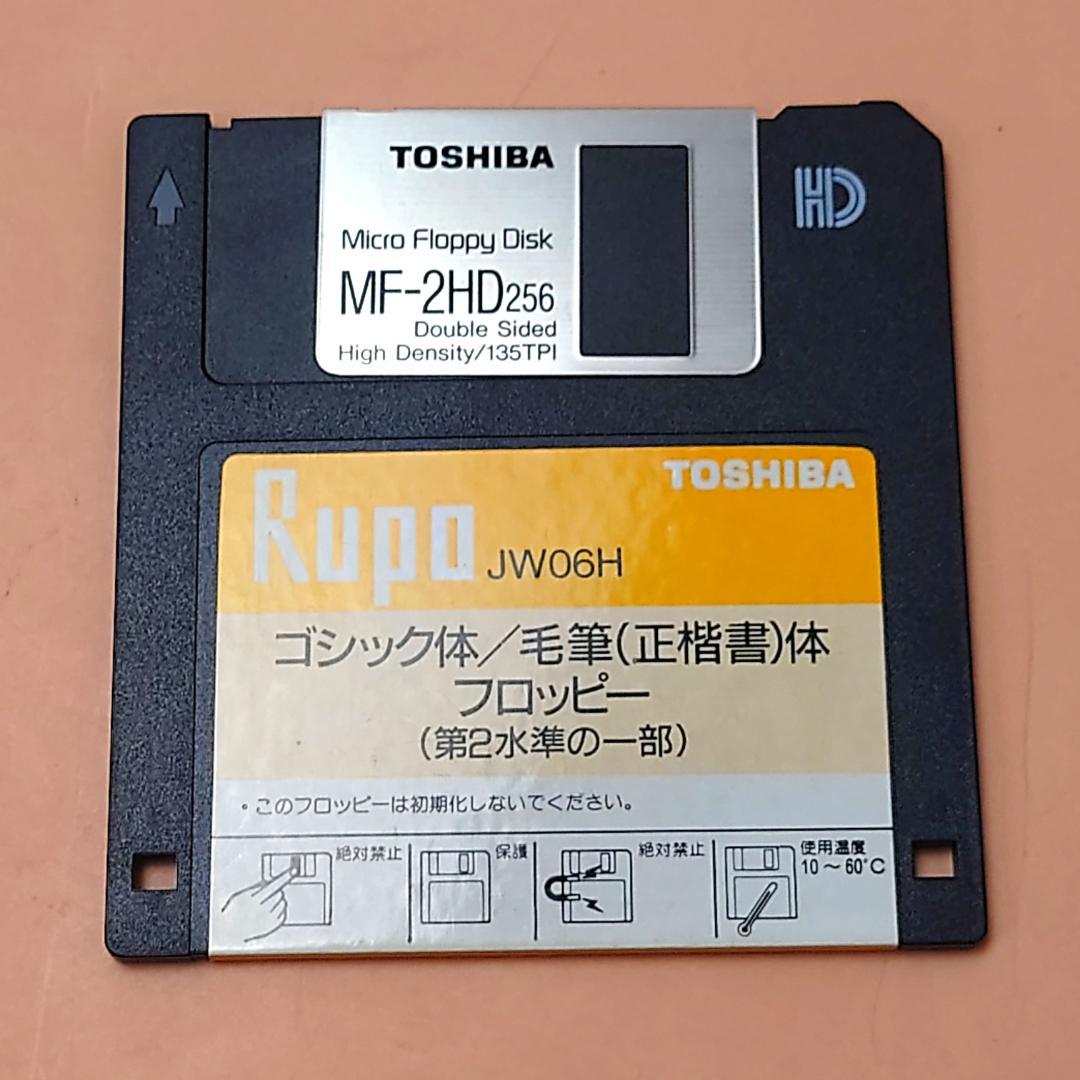 TOSHIBA
HD
Micro Floppy Disk
MF-2HD256
Double Sided
High Density/135TPI
TOSHIBA
Rupo JW06H
ゴシック体/毛筆(正楷書)体
フロッピー
(第2水準の一部)
・このフロッピーは初期化しないでください。
絶対禁止
保護
絶対禁止
使用温度
10~60°C